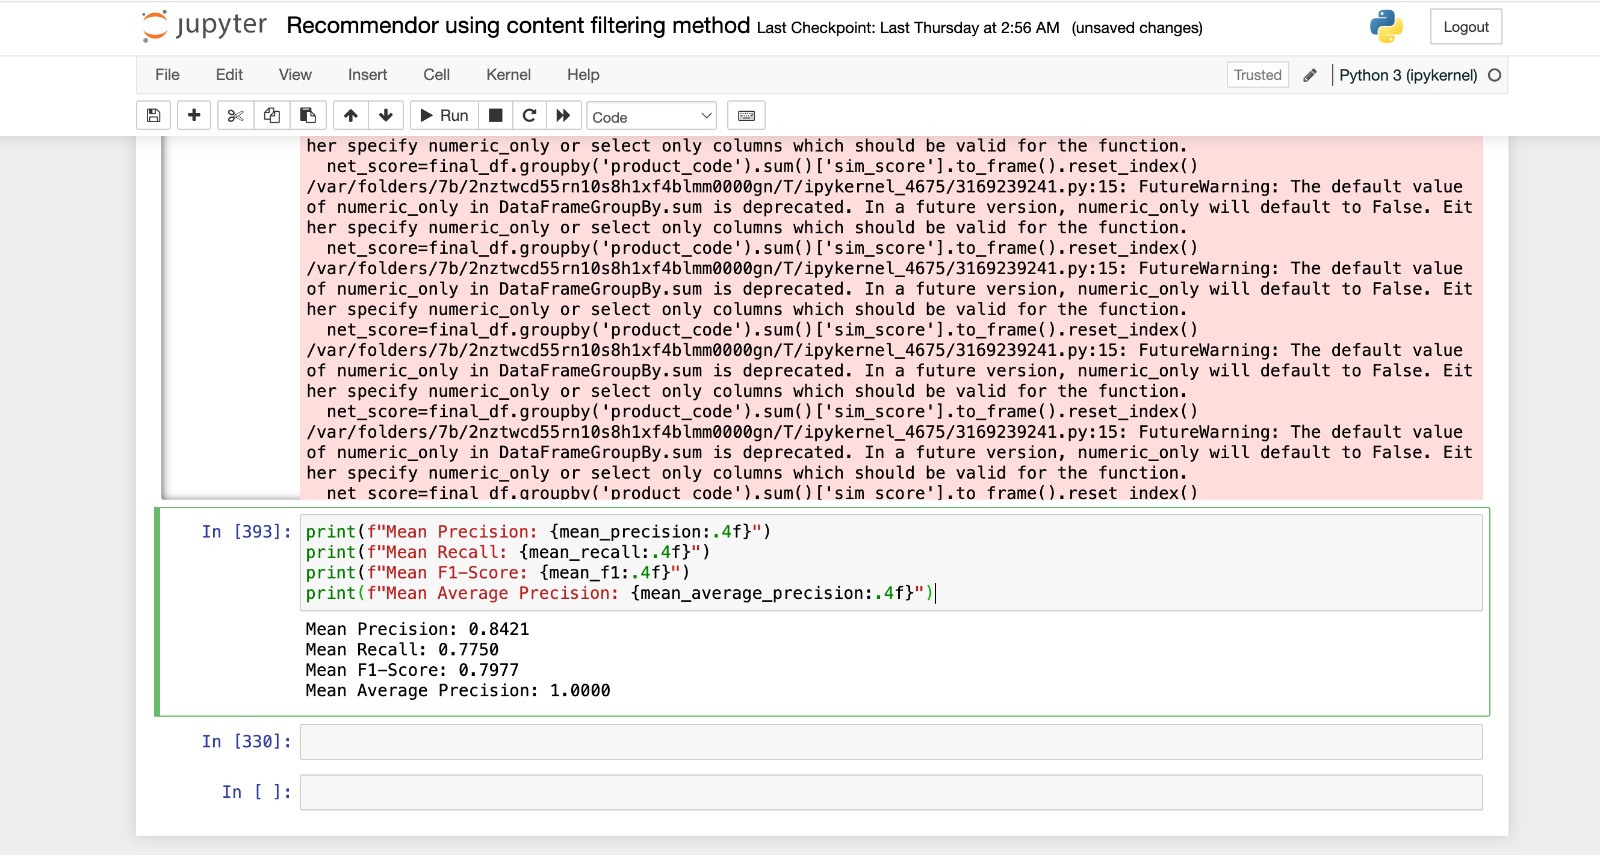 jupyter Recommendor using content filtering method Last Checkpoint: Last Thursday at 2:56 AM (unsaved changes) Logout
File Edit View Insert Cell Kernel Help Trusted Python 3 (ipykernel)
Run Code
her specify numeric_only or select only columns which should be valid for the function.
  net_score=final_df.groupby('product_code').sum()['sim_score'].to_frame().reset_index()
/var/folders/7b/2nztwcd55rn10s8h1xf4blmm0000gn/T/ipykernel_4675/3169239241.py:15: FutureWarning: The default value
of numeric_only in DataFrameGroupBy.sum is deprecated. In a future version, numeric_only will default to False. Eit
her specify numeric_only or select only columns which should be valid for the function.
  net_score=final_df.groupby('product_code').sum()['sim_score'].to_frame().reset_index()
/var/folders/7b/2nztwcd55rn10s8h1xf4blmm0000gn/T/ipykernel_4675/3169239241.py:15: FutureWarning: The default value
of numeric_only in DataFrameGroupBy.sum is deprecated. In a future version, numeric_only will default to False. Eit
her specify numeric_only or select only columns which should be valid for the function.
  net_score=final_df.groupby('product_code').sum()['sim_score'].to_frame().reset_index()
/var/folders/7b/2nztwcd55rn10s8h1xf4blmm0000gn/T/ipykernel_4675/3169239241.py:15: FutureWarning: The default value
of numeric_only in DataFrameGroupBy.sum is deprecated. In a future version, numeric_only will default to False. Eit
her specify numeric_only or select only columns which should be valid for the function.
  net_score=final_df.groupby('product_code').sum()['sim_score'].to_frame().reset_index()
/var/folders/7b/2nztwcd55rn10s8h1xf4blmm0000gn/T/ipykernel_4675/3169239241.py:15: FutureWarning: The default value
of numeric_only in DataFrameGroupBy.sum is deprecated. In a future version, numeric_only will default to False. Eit
her specify numeric_only or select only columns which should be valid for the function.
  net_score=final_df.groupby('product_code').sum()['sim_score'].to_frame().reset_index()
In [393]: print(f"Mean Precision: {mean_precision:.4f}")
print(f"Mean Recall: {mean_recall:.4f}")
print(f"Mean F1-Score: {mean_f1:.4f}")
print(f"Mean Average Precision: {mean_average_precision:.4f}")
Mean Precision: 0.8421
Mean Recall: 0.7750
Mean F1-Score: 0.7977
Mean Average Precision: 1.0000
In [330]:
In [ ]: